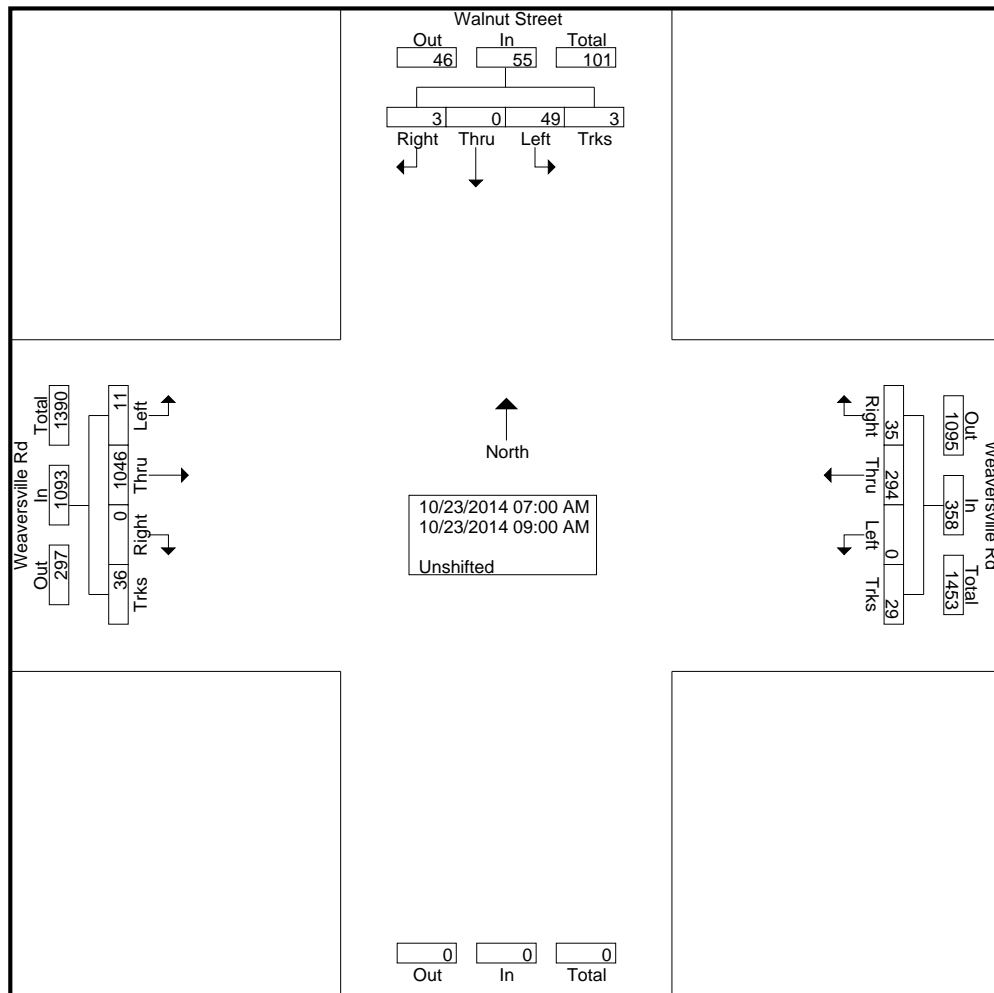 Walnut Street
Out In Total
46 55 101
3 0 49 3
Right Thru Left Trks
Weaversville Rd
Total In Out
1390 1093 297
11 1046 0 36
Left Thru Right Trks
North
10/23/2014 07:00 AM
10/23/2014 09:00 AM
Unshifted
Right Thru Left Trks
35 294 0 29
1095 358 1453
Out In Total
Weaversville Rd
0 0 0
Out In Total